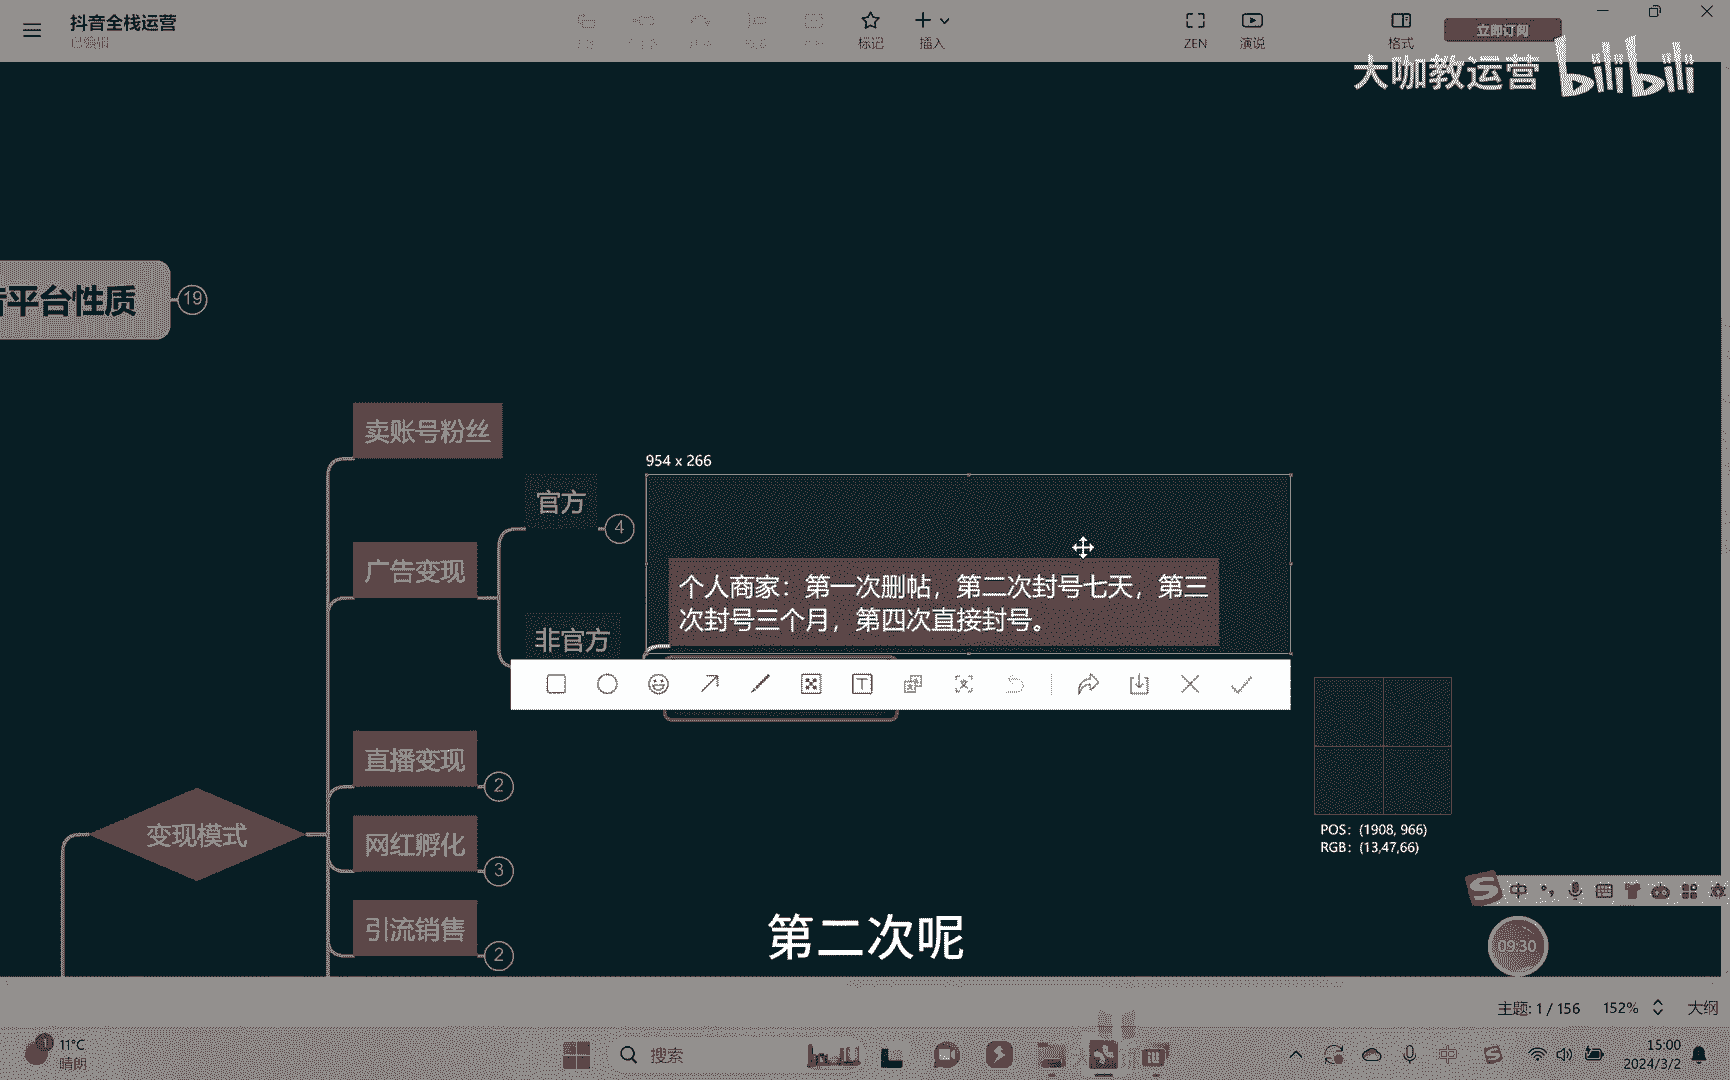 抖音全栈运营
已编辑
标记
插入
ZEN
演说
格式
立即订阅
大咖教运营 bilibili
平台性质
19
卖账号粉丝
954 x 266
官方
4
广告变现
个人商家：第一次删帖，第二次封号七天，第三
次封号三个月，第四次直接封号。
非官方
直播变现
2
变现模式
网红孵化
3
POS： (1908, 966)
RGB： (13,47,66)
中
引流销售
2
第二次呢
09:30
主题: 1 / 156
152%
大纲
1
11°C
晴朗
搜索
中
15:00
2024/3/2